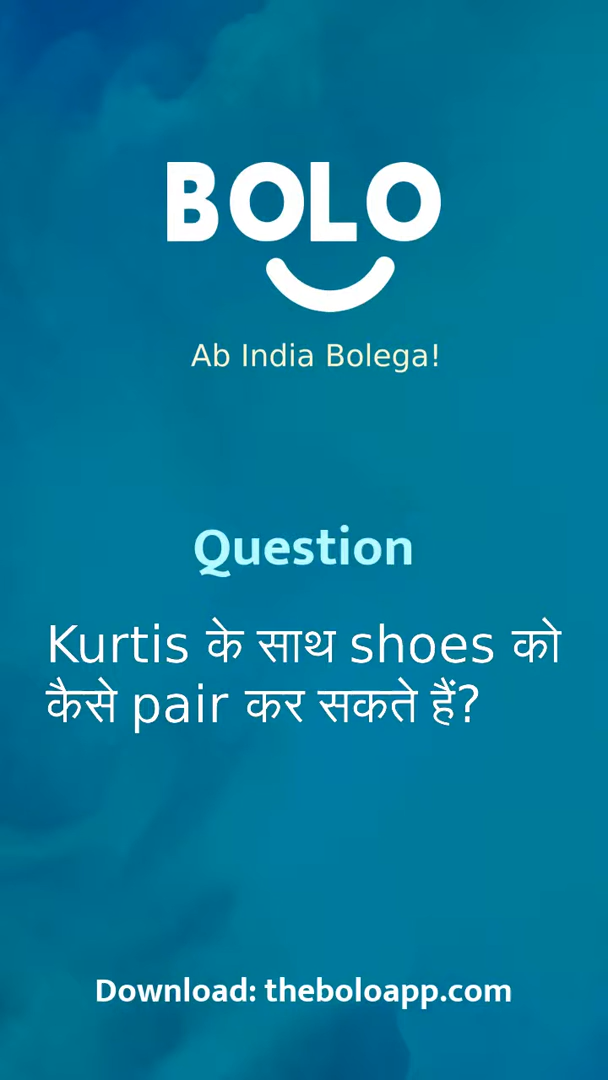 BOLO
Ab India Bolega!
Question
Kurtis के साथ shoes को
कैसे pair कर सकते हैं?
Download: theboloapp.com